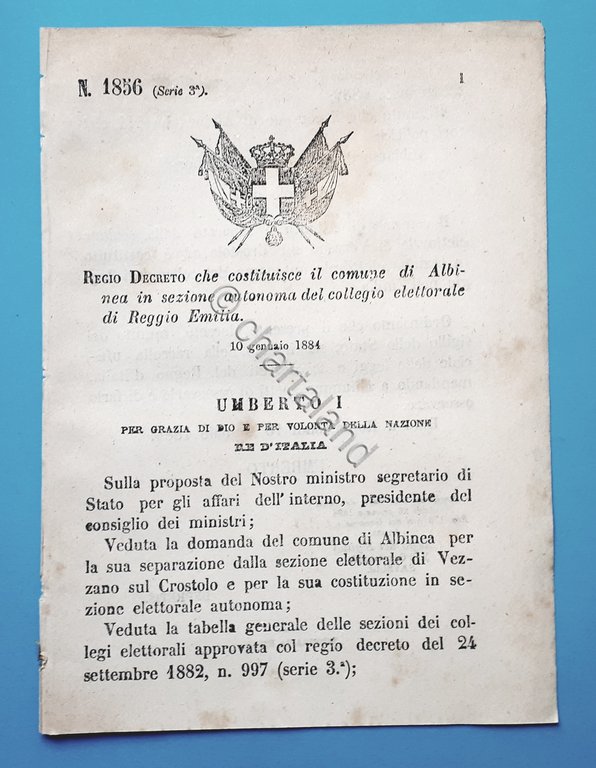 N. 1856 (Serie 3ª).
1
REGIO DECRETO che costituisce il comune di Albi-
nea in sezione autonoma del collegio elettorale
di Reggio Emilia.
10 gennaio 1884
UMBERTO I
PER GRAZIA DI DIO E PER VOLONTÀ DELLA NAZIONE
RE D'ITALIA
Sulla proposta del Nostro ministro segretario di
Stato per gli affari dell'interno, presidente del
consiglio dei ministri;
Veduta la domanda del comune di Albinea per
la sua separazione dalla sezione elettorale di Vez-
zano sul Crostolo e per la sua costituzione in se-
zione elettorale autonoma;
Veduta la tabella generale delle sezioni dei col-
legi elettorali approvata col regio decreto del 24
settembre 1882, n. 997 (serie 3.ª);
© chartaland